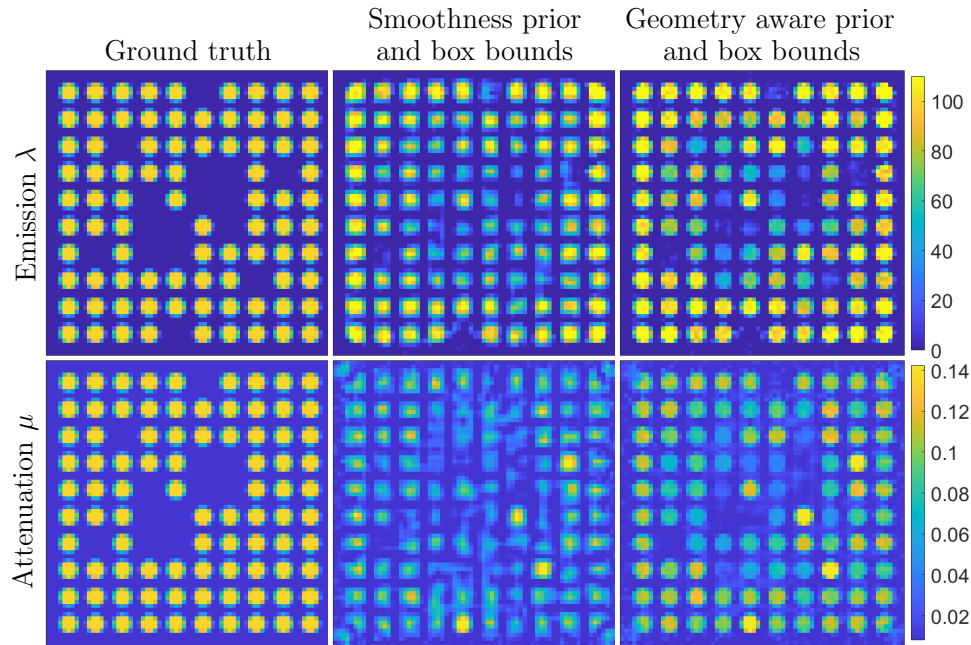 Ground truth
Smoothness prior
and box bounds
Geometry aware prior
and box bounds
Emission λ
100
80
60
40
20
0
Attenuation μ
0.14
0.12
0.1
0.08
0.06
0.04
0.02